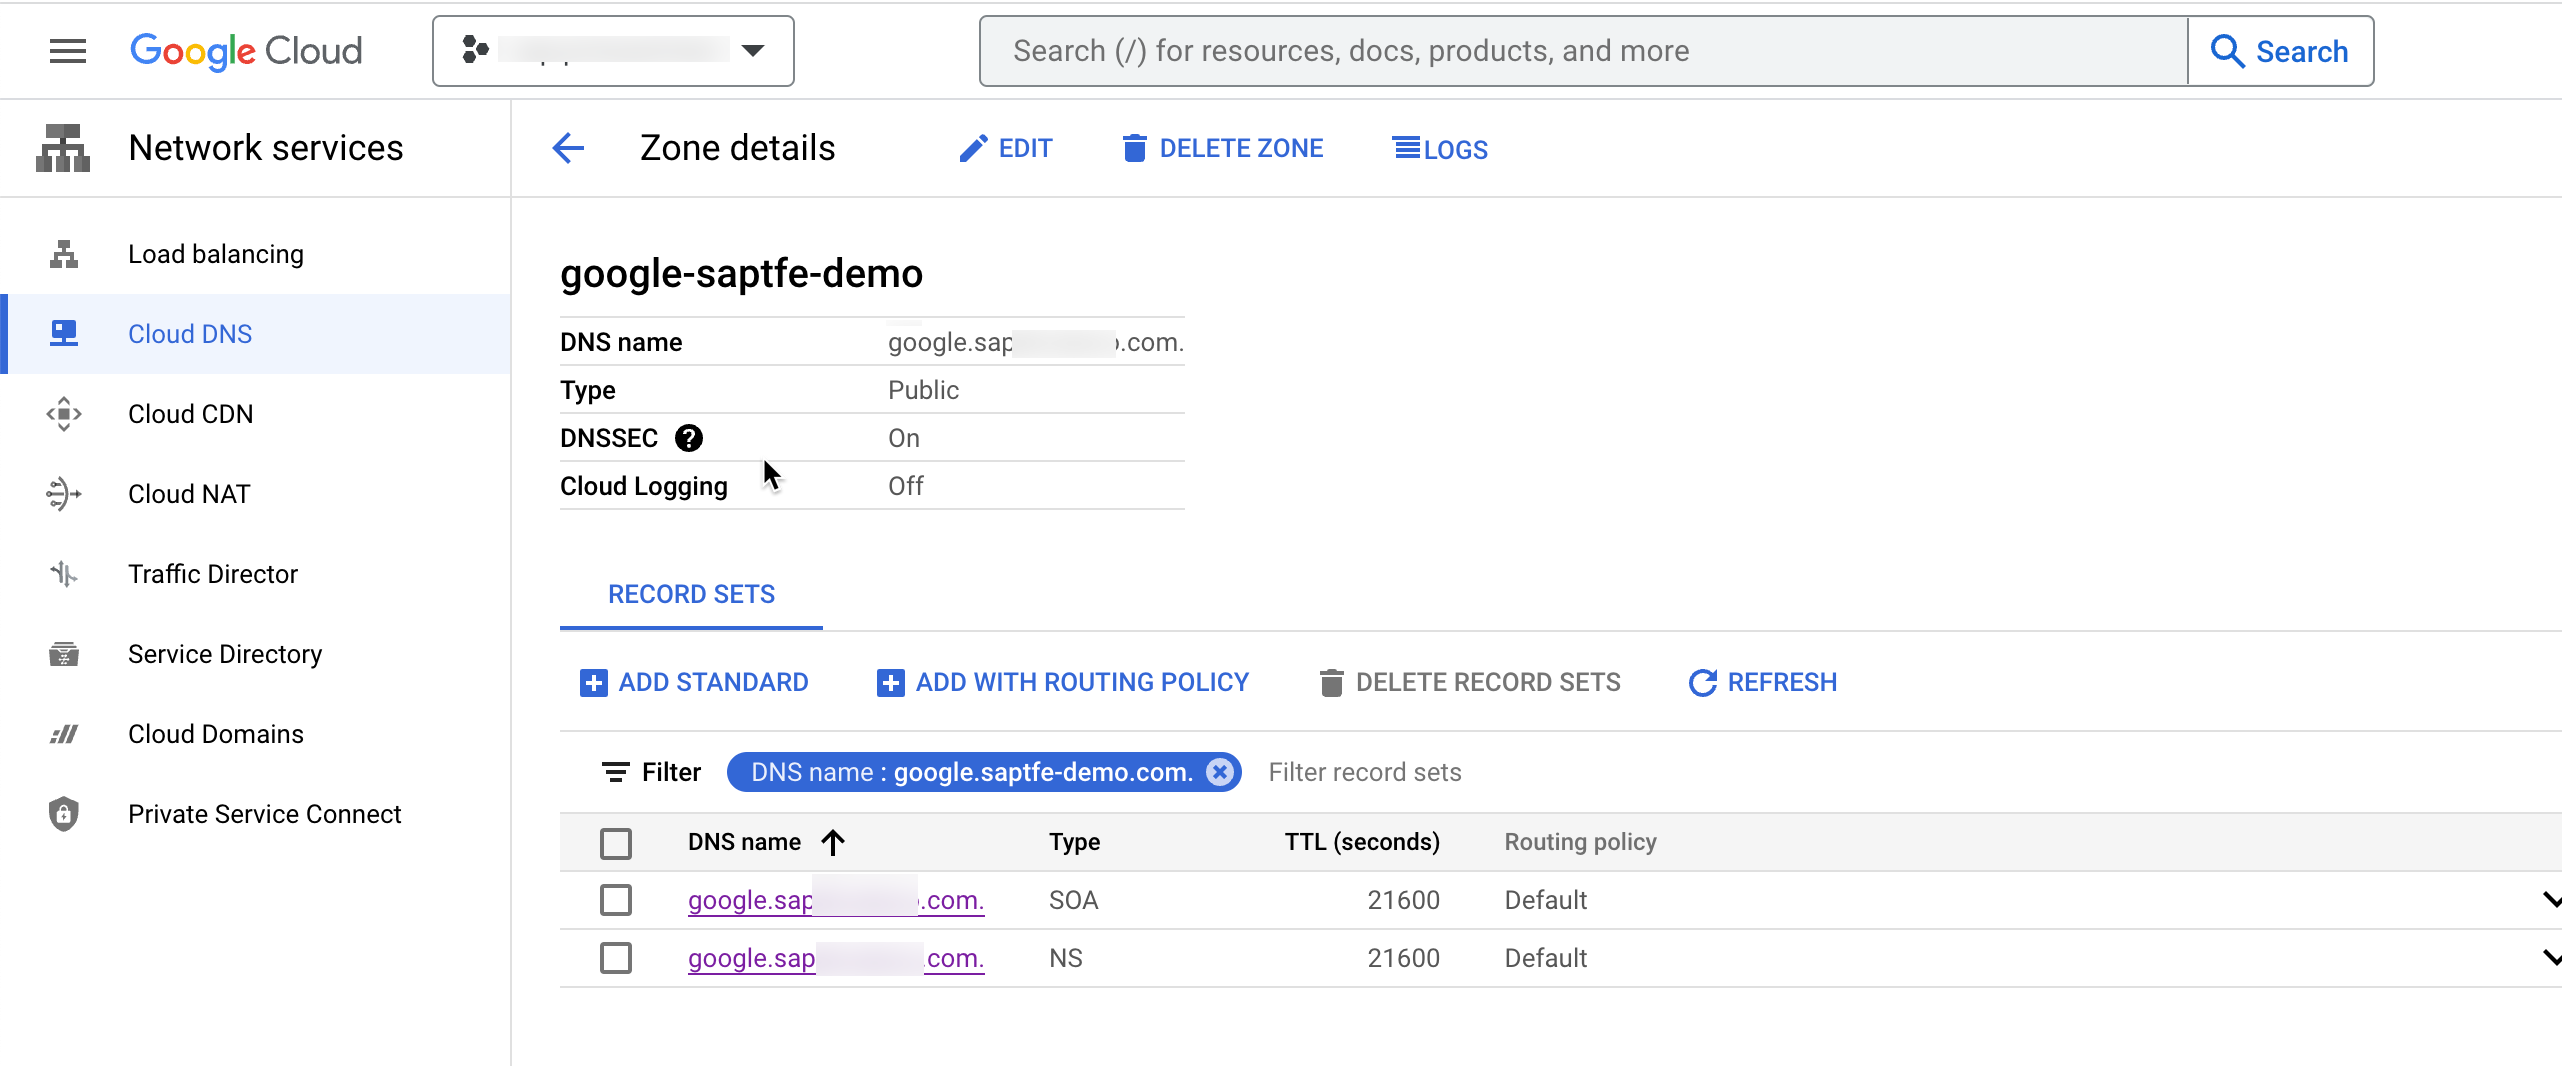 Google Cloud
Search (/) for resources, docs, products, and more
Search
Network services
Zone details
EDIT
DELETE ZONE
LOGS
Load balancing
Cloud DNS
Cloud CDN
Cloud NAT
Traffic Director
Service Directory
Cloud Domains
Private Service Connect
google-saptfe-demo
DNS name google.sap .com.
Type Public
DNSSEC ? On
Cloud Logging Off
RECORD SETS
ADD STANDARD ADD WITH ROUTING POLICY DELETE RECORD SETS REFRESH
Filter DNS name : google.saptfe-demo.com. Filter record sets
DNS name Type TTL (seconds) Routing policy
google.sap .com. SOA 21600 Default
google.sap .com. NS 21600 Default